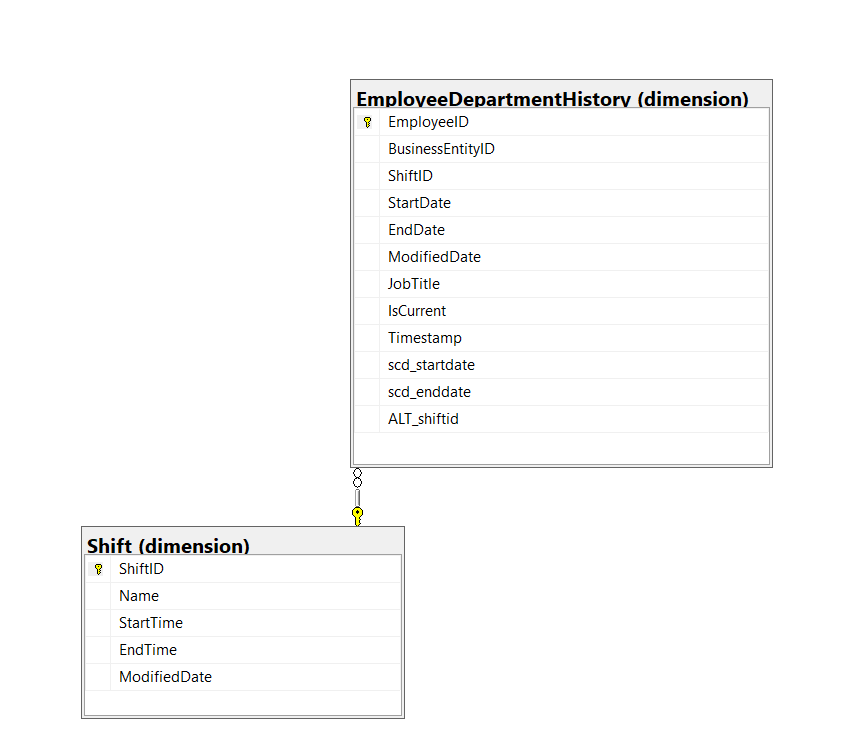 EmployeeDepartmentHistory (dimension)
EmployeeID
BusinessEntityID
ShiftID
StartDate
EndDate
ModifiedDate
JobTitle
IsCurrent
Timestamp
scd_startdate
scd_enddate
ALT_shiftid
Shift (dimension)
ShiftID
Name
StartTime
EndTime
ModifiedDate